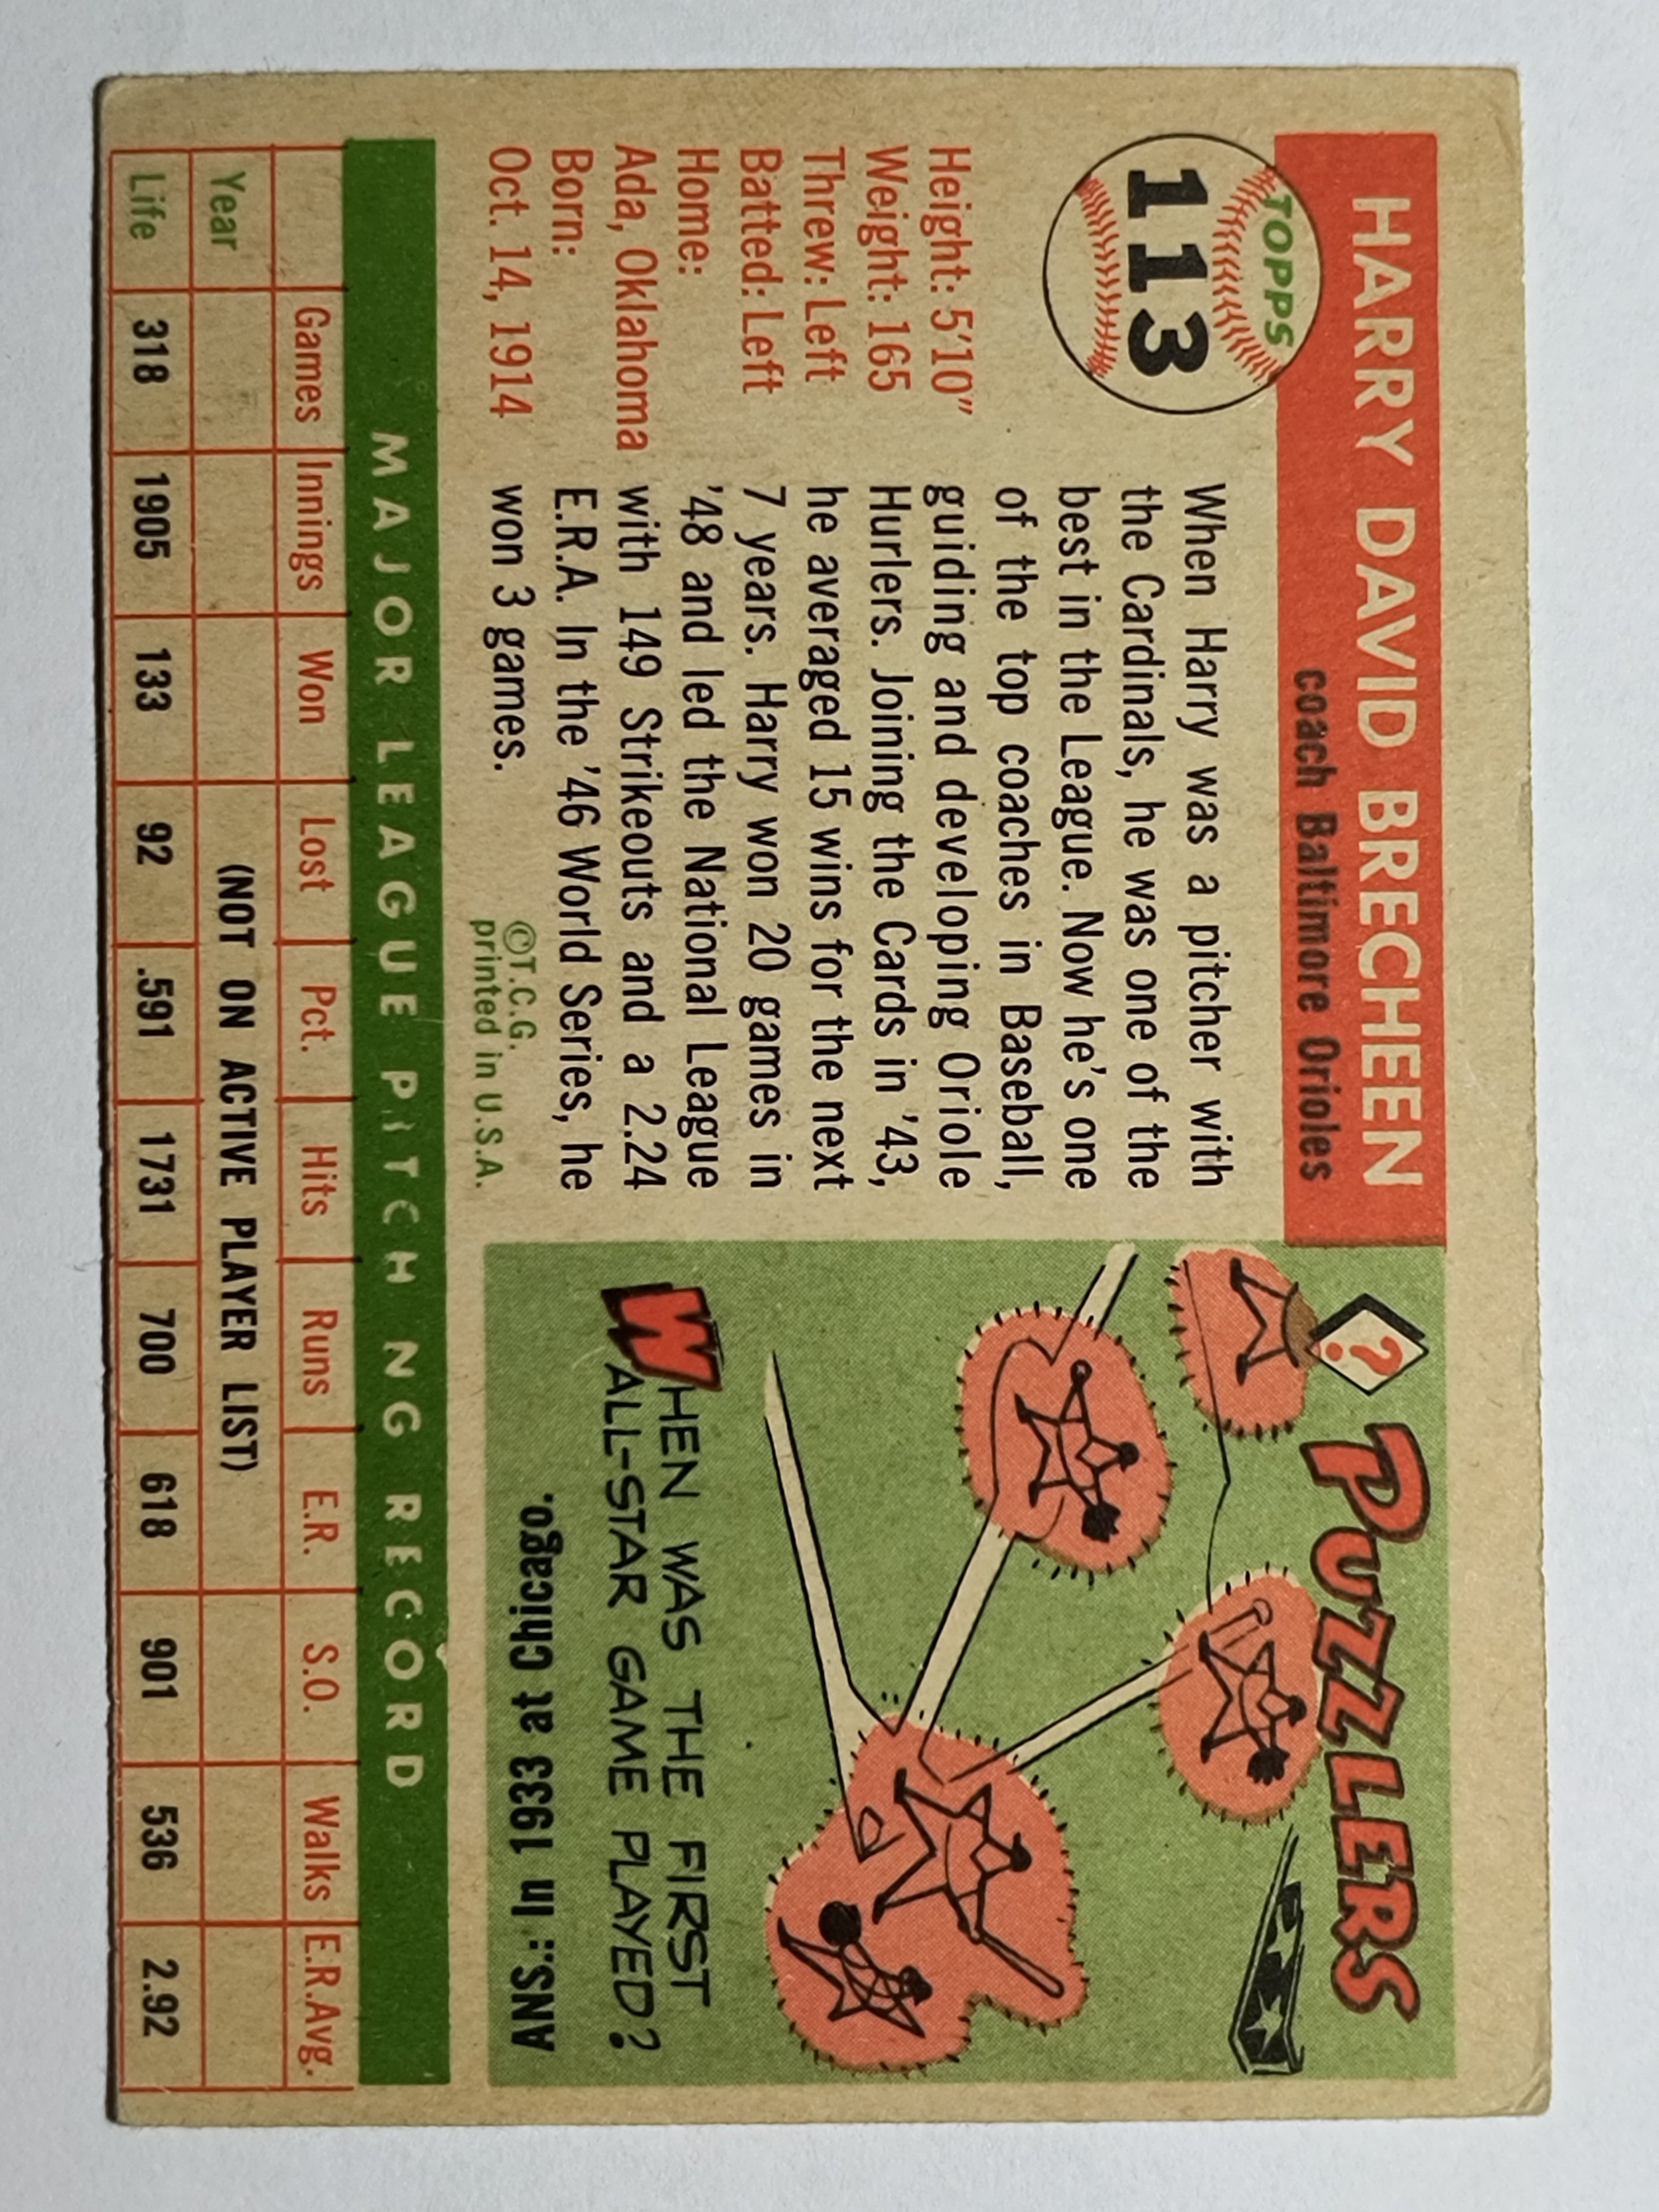 HARRY DAVID BRECHEEN
coach Baltimore Orioles
TOPPS
113
Height: 5'10"
Weight: 165
Threw: Left
Batted: Left
Home:
Ada, Oklahoma
Born:
Oct. 14, 1914
When Harry was a pitcher with
the Cardinals, he was one of the
best in the League. Now he's one
of the top coaches in Baseball,
guiding and developing Oriole
Hurlers. Joining the Cards in '43,
he averaged 15 wins for the next
7 years. Harry won 20 games in
'48 and led the National League
with 149 Strikeouts and a 2.24
E.R.A. In the '46 World Series, he
won 3 games.
©T.C.G.
printed in U.S.A.
? PUZZLERS
WHEN WAS THE FIRST
ALL-STAR GAME PLAYED?
ANS.: In 1933 at Chicago.
MAJOR LEAGUE PITCHING RECORD
Games Innings Won Lost Pct. Hits Runs E.R. S.O. Walks E.R.Avg.
Year (NOT ON ACTIVE PLAYER LIST)
Life 318 1905 133 92 .591 1731 700 618 901 536 2.92